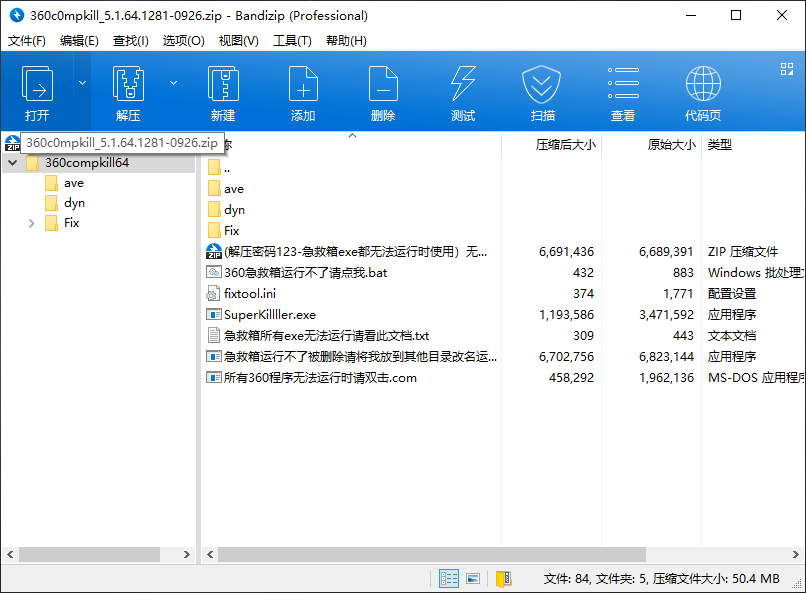 360c0mpkill_5.1.64.1281-0926.zip - Bandizip (Professional)
文件(F) 编辑(E) 查找(I) 选项(O) 视图(V) 工具(T) 帮助(H)
打开 解压 新建 添加 删除 测试 扫描 查看 代码页
360c0mpkill_5.1.64.1281-0926.zip
压缩后大小 原始大小 类型
360compkill64
ave
dyn
Fix
..
ave
dyn
Fix
(解压密码123-急救箱exe都无法运行时使用）无... 6,691,436 6,689,391 ZIP 压缩文件
360急救箱运行不了请点我.bat 432 883 Windows 批处理
fixtool.ini 374 1,771 配置设置
SuperKillller.exe 1,193,586 3,471,592 应用程序
急救箱所有exe无法运行请看此文档.txt 309 443 文本文档
急救箱运行不了被删除请将我放到其他目录改名运... 6,702,756 6,823,144 应用程序
所有360程序无法运行时请双击.com 458,292 1,962,136 MS-DOS 应用程序
文件: 84, 文件夹: 5, 压缩文件大小: 50.4 MB